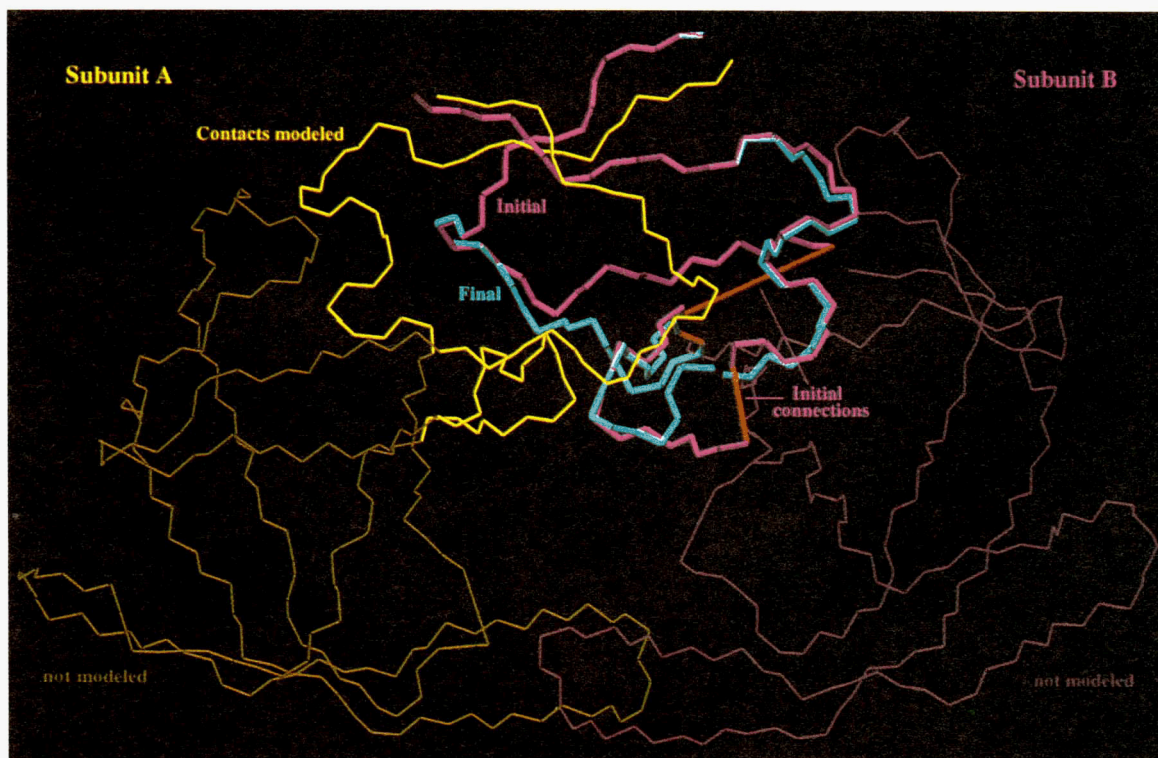 Subunit A
Subunit B
Contacts modeled
Initial
Final
Initial
connections
not modeled
not modeled